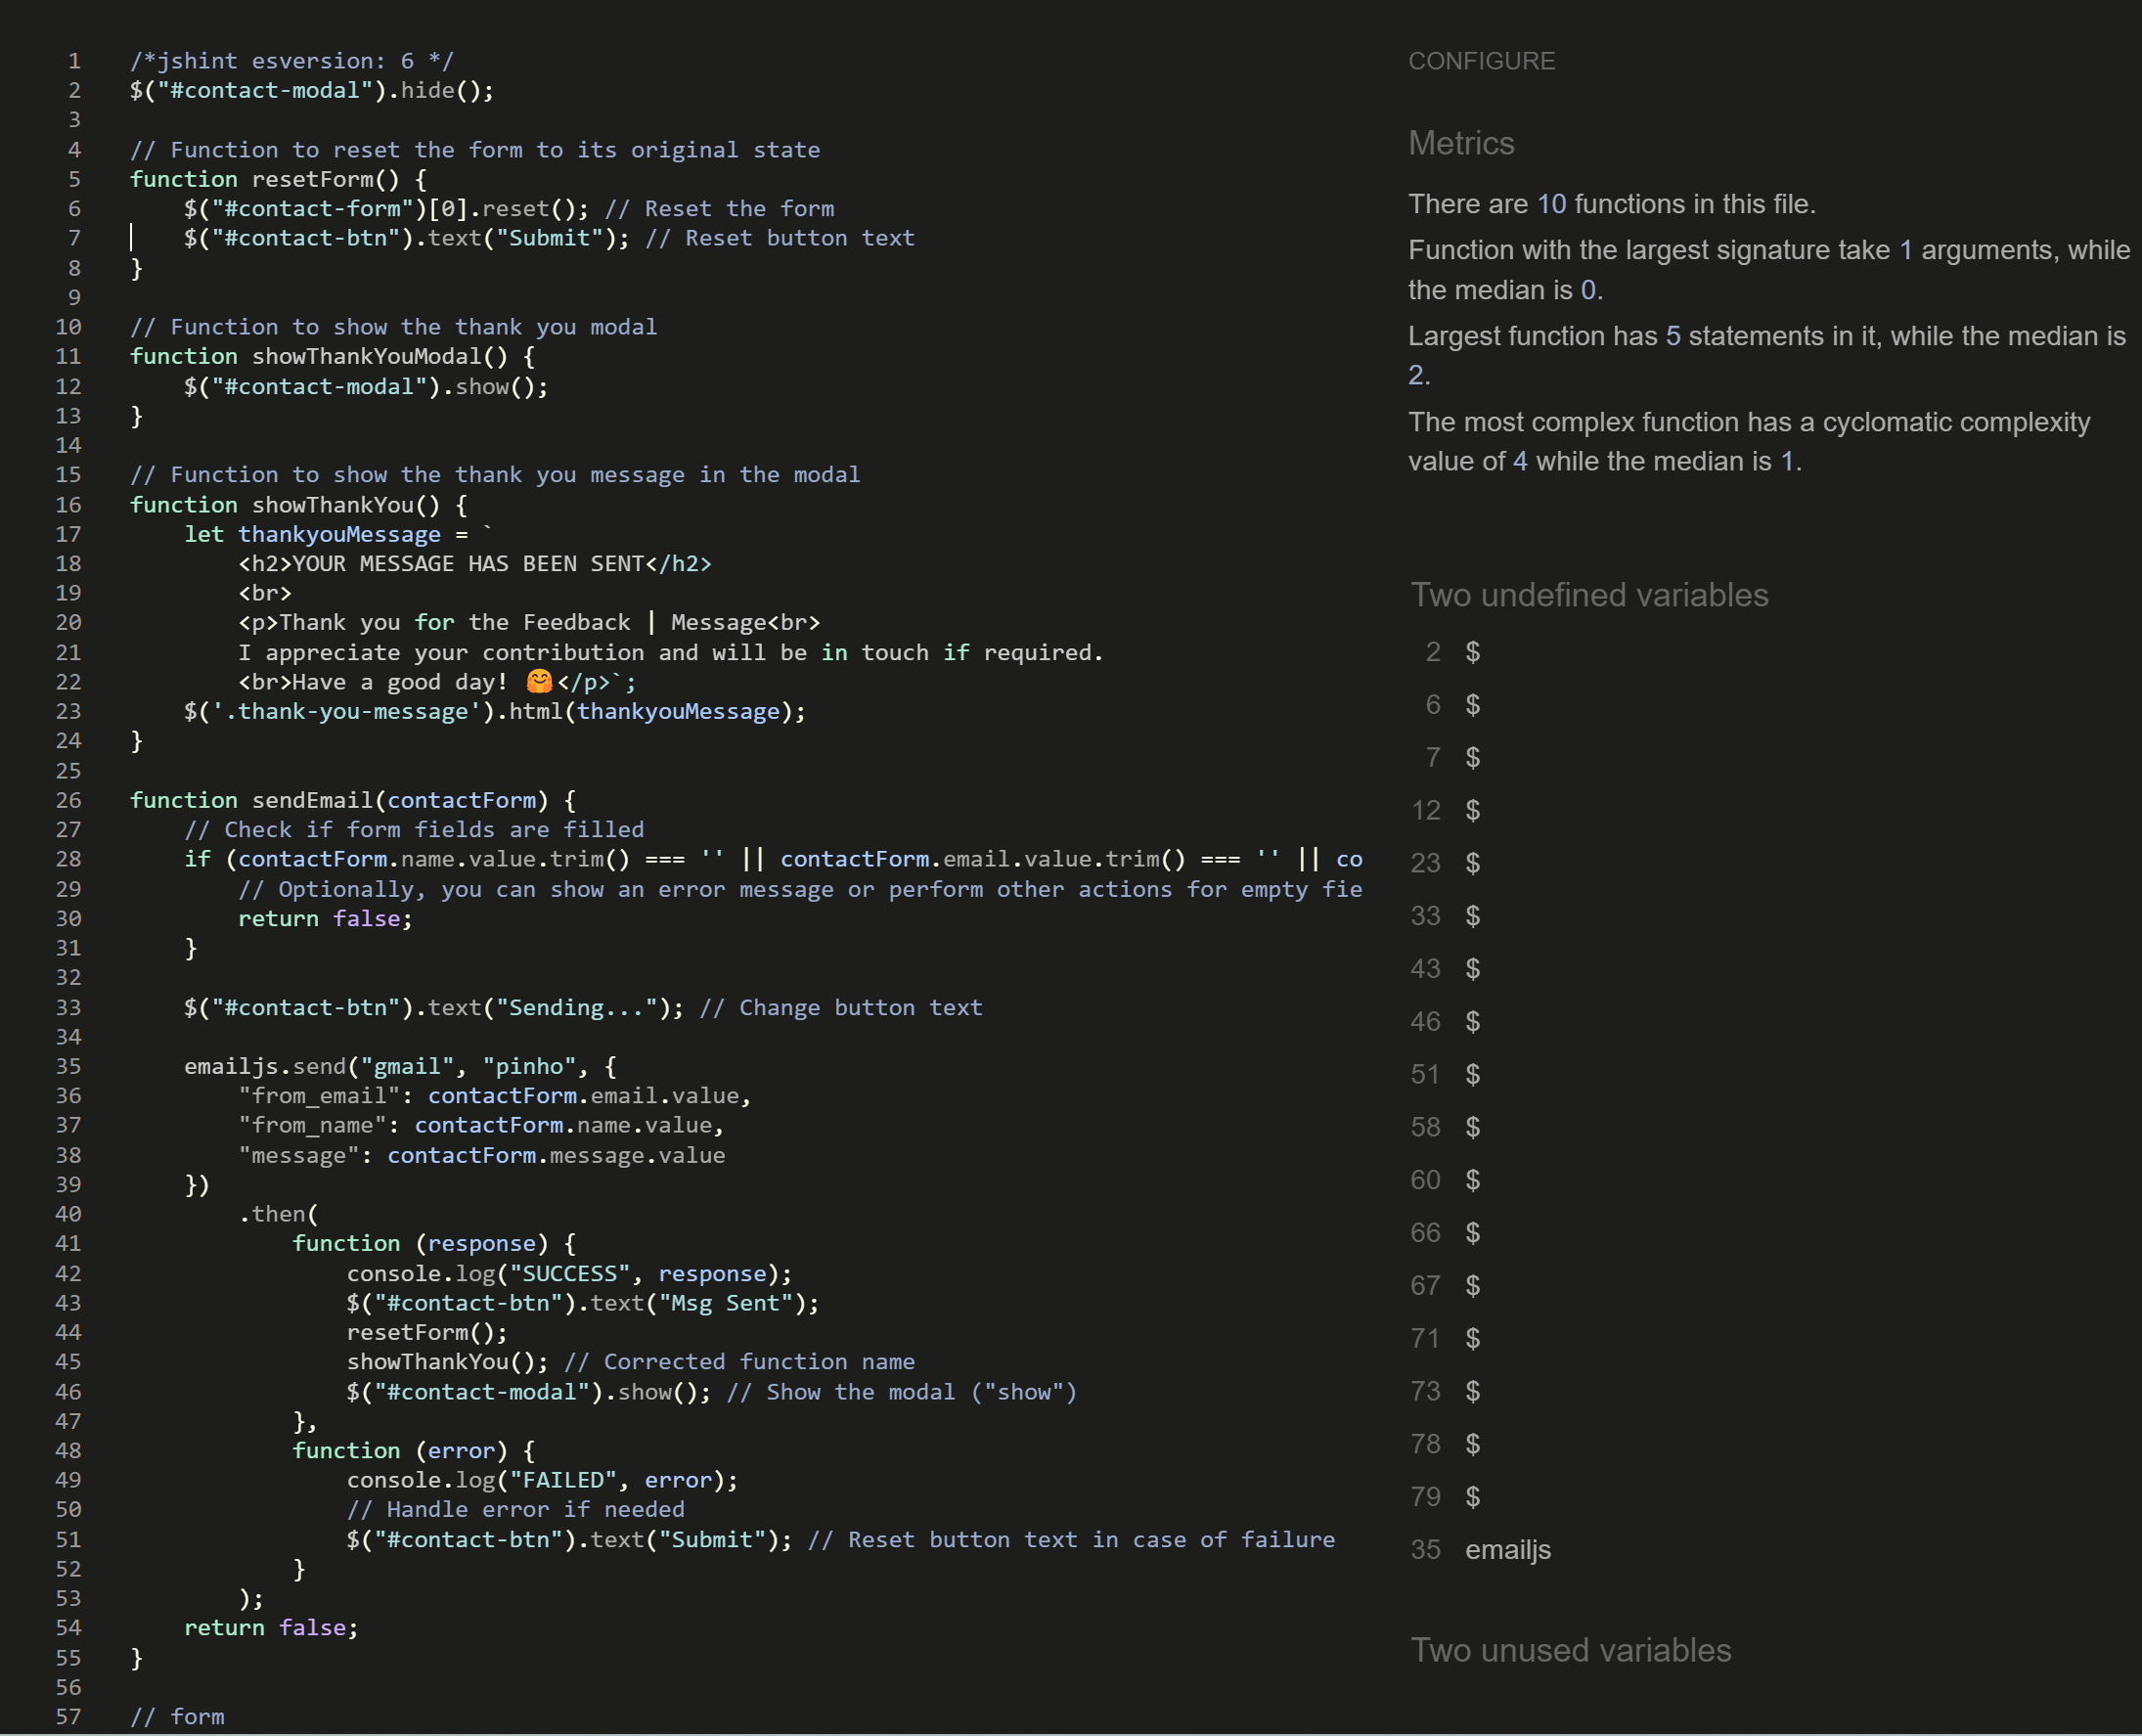 1 /*jshint esversion: 6 */
2 $("#contact-modal").hide();
3
4 // Function to reset the form to its original state
5 function resetForm() {
6     $("#contact-form")[0].reset(); // Reset the form
7     $("#contact-btn").text("Submit"); // Reset button text
8 }
9
10 // Function to show the thank you modal
11 function showThankYouModal() {
12     $("#contact-modal").show();
13 }
14
15 // Function to show the thank you message in the modal
16 function showThankYou() {
17     let thankyouMessage = `
18         <h2>YOUR MESSAGE HAS BEEN SENT</h2>
19         <br>
20         <p>Thank you for the Feedback | Message<br>
21         I appreciate your contribution and will be in touch if required.
22         <br>Have a good day! 🤗</p>`;
23     $('.thank-you-message').html(thankyouMessage);
24 }
25
26 function sendEmail(contactForm) {
27     // Check if form fields are filled
28     if (contactForm.name.value.trim() === '' || contactForm.email.value.trim() === '' || co
29         // Optionally, you can show an error message or perform other actions for empty fie
30         return false;
31     }
32
33     $("#contact-btn").text("Sending..."); // Change button text
34
35     emailjs.send("gmail", "pinho", {
36         "from_email": contactForm.email.value,
37         "from_name": contactForm.name.value,
38         "message": contactForm.message.value
39     })
40         .then(
41             function (response) {
42                 console.log("SUCCESS", response);
43                 $("#contact-btn").text("Msg Sent");
44                 resetForm();
45                 showThankYou(); // Corrected function name
46                 $("#contact-modal").show(); // Show the modal ("show")
47             },
48             function (error) {
49                 console.log("FAILED", error);
50                 // Handle error if needed
51                 $("#contact-btn").text("Submit"); // Reset button text in case of failure
52             }
53         );
54     return false;
55 }
56
57 // form
CONFIGURE
Metrics
There are 10 functions in this file.
Function with the largest signature take 1 arguments, while
the median is 0.
Largest function has 5 statements in it, while the median is
2.
The most complex function has a cyclomatic complexity
value of 4 while the median is 1.
Two undefined variables
2 $
6 $
7 $
12 $
23 $
33 $
43 $
46 $
51 $
58 $
60 $
66 $
67 $
71 $
73 $
78 $
79 $
35 emailjs
Two unused variables